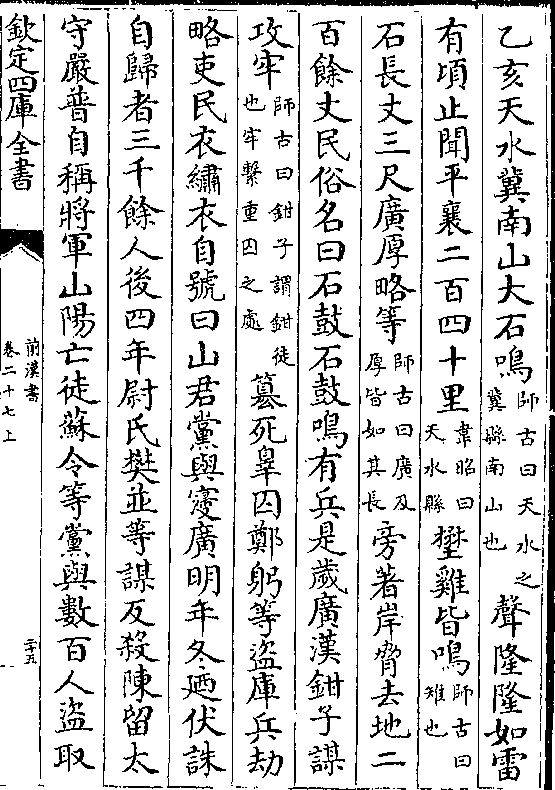 乙亥天水冀南山大石鳴師古曰天水之冀縣南山也聲隆隆如雷
有頃止聞平襄二百四十里韋昭曰天水縣壄雞皆鳴師古曰雉也
石長丈三尺廣厚略等師古曰廣及厚皆如其長旁著岸脅去地二
百餘丈民俗名曰石鼓石鼓鳴有兵是歲廣漢鉗子謀
攻牢師古曰鉗子謂鉗徒也牢繫重囚之處篡死辠囚鄭躬等盜庫兵劫
略吏民衣繡衣自號曰山君黨與寖廣明年冬廼伏誅
自歸者三千餘人後四年尉氏樊並等謀反殺陳留太
守嚴普自稱將軍山陽亡徒蘇令等黨與數百人盜取
欽定四庫全書
前漢書
卷二十七上
二十五